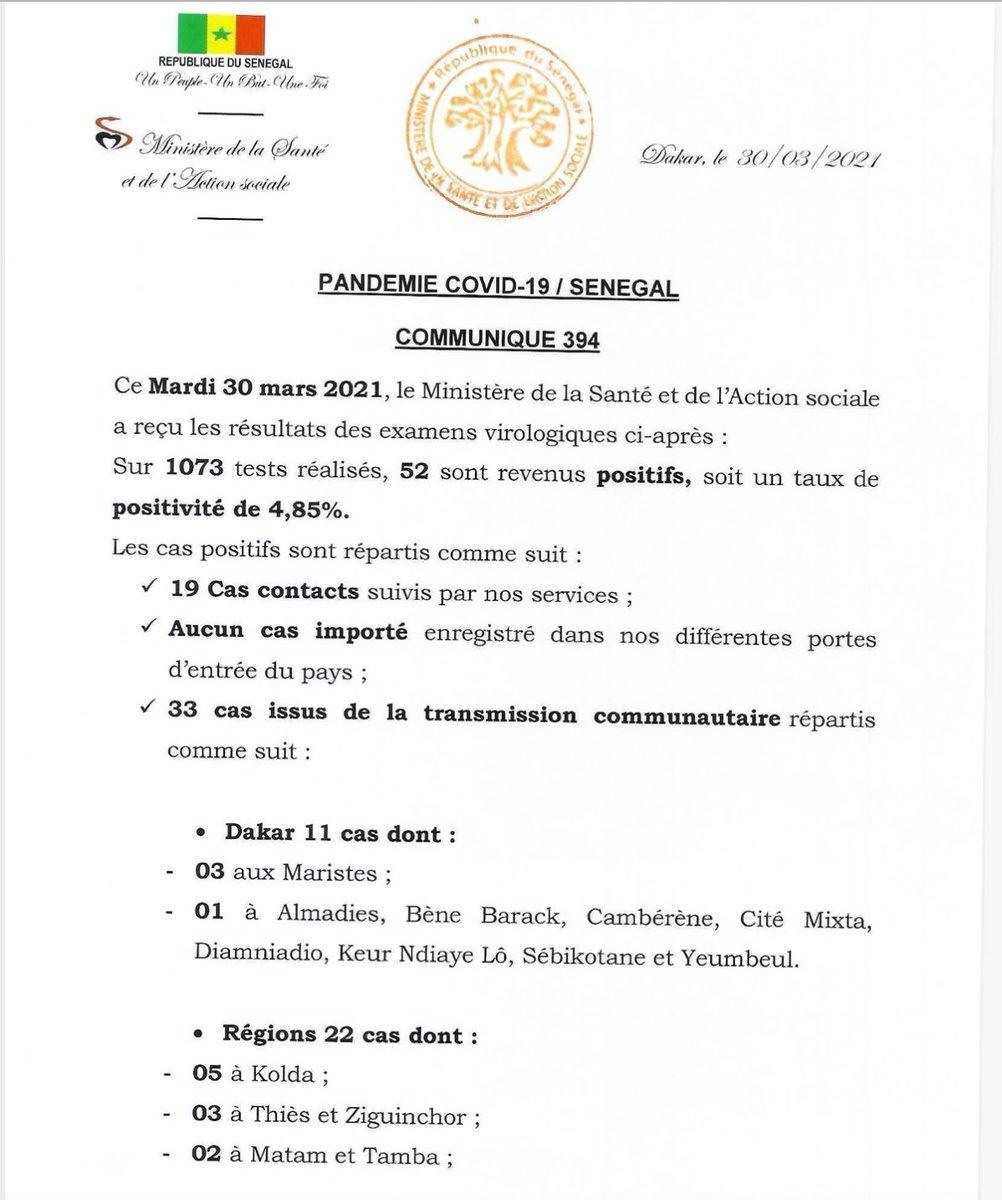 REPUBLIQUE DU SENEGAL
Un Peuple-Un But-Une Foi
Ministère de la Santé
et de l'Action sociale
★ République du Sénégal ★
MINISTERE DE LA SANTE ET DE L'ACTION SOCIALE
Dakar, le 30/03/2021
PANDEMIE COVID-19 / SENEGAL
COMMUNIQUE 394
Ce Mardi 30 mars 2021, le Ministère de la Santé et de l'Action sociale
a reçu les résultats des examens virologiques ci-après :
Sur 1073 tests réalisés, 52 sont revenus positifs, soit un taux de
positivité de 4,85%.
Les cas positifs sont répartis comme suit :
✓ 19 Cas contacts suivis par nos services ;
✓ Aucun cas importé enregistré dans nos différentes portes
d'entrée du pays ;
✓ 33 cas issus de la transmission communautaire répartis
comme suit :
• Dakar 11 cas dont :
- 03 aux Maristes ;
- 01 à Almadies, Bène Barack, Cambérène, Cité Mixta,
Diamniadio, Keur Ndiaye Lô, Sébikotane et Yeumbeul.
• Régions 22 cas dont :
- 05 à Kolda ;
- 03 à Thiès et Ziguinchor ;
- 02 à Matam et Tamba ;